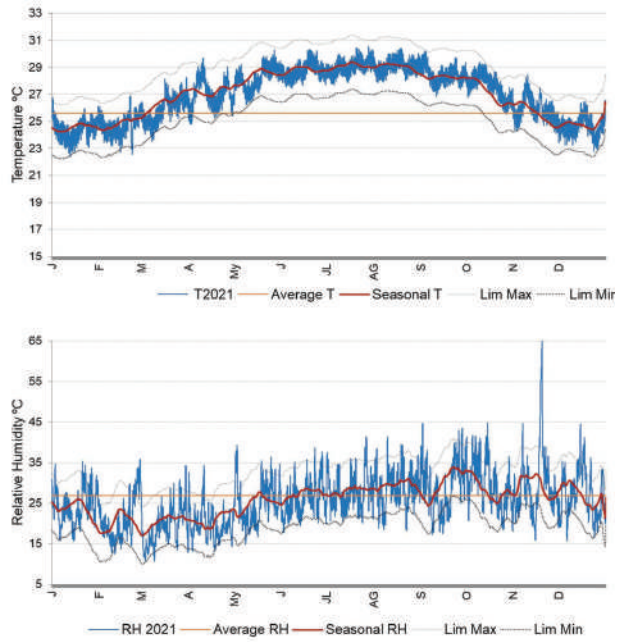 33
31
29
27
25
23
21
19
17
15
Temperature ºC
J F M A My J JL AG S O N D
T2021 Average T Seasonal T Lim Max Lim Min
65
55
45
35
25
15
5
Relative Humidity ºC
J F M A My J JL AG S O N D
RH 2021 Average RH Seasonal RH Lim Max Lim Min